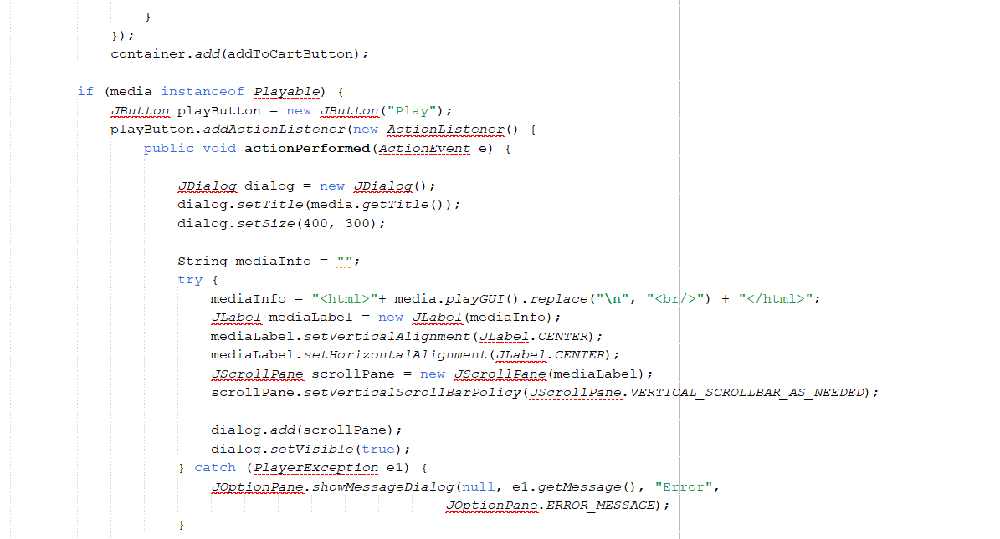 }
});
container.add(addToCartButton);
if (media instanceof Playable) {
JButton playButton = new JButton("Play");
playButton.addActionListener(new ActionListener() {
public void actionPerformed(ActionEvent e) {
JDialog dialog = new JDialog();
dialog.setTitle(media.getTitle());
dialog.setSize(400, 300);
String mediaInfo = "";
try {
mediaInfo = "<html>"+ media.playGUI().replace("\n", "<br/>") + "</html>";
JLabel mediaLabel = new JLabel(mediaInfo);
mediaLabel.setVerticalAlignment(JLabel.CENTER);
mediaLabel.setHorizontalAlignment(JLabel.CENTER);
JScrollPane scrollPane = new JScrollPane(mediaLabel);
scrollPane.setVerticalScrollBarPolicy(JScrollPane.VERTICAL_SCROLLBAR_AS_NEEDED);
dialog.add(scrollPane);
dialog.setVisible(true);
} catch (PlayerException e1) {
JOptionPane.showMessageDialog(null, e1.getMessage(), "Error",
JOptionPane.ERROR_MESSAGE);
}